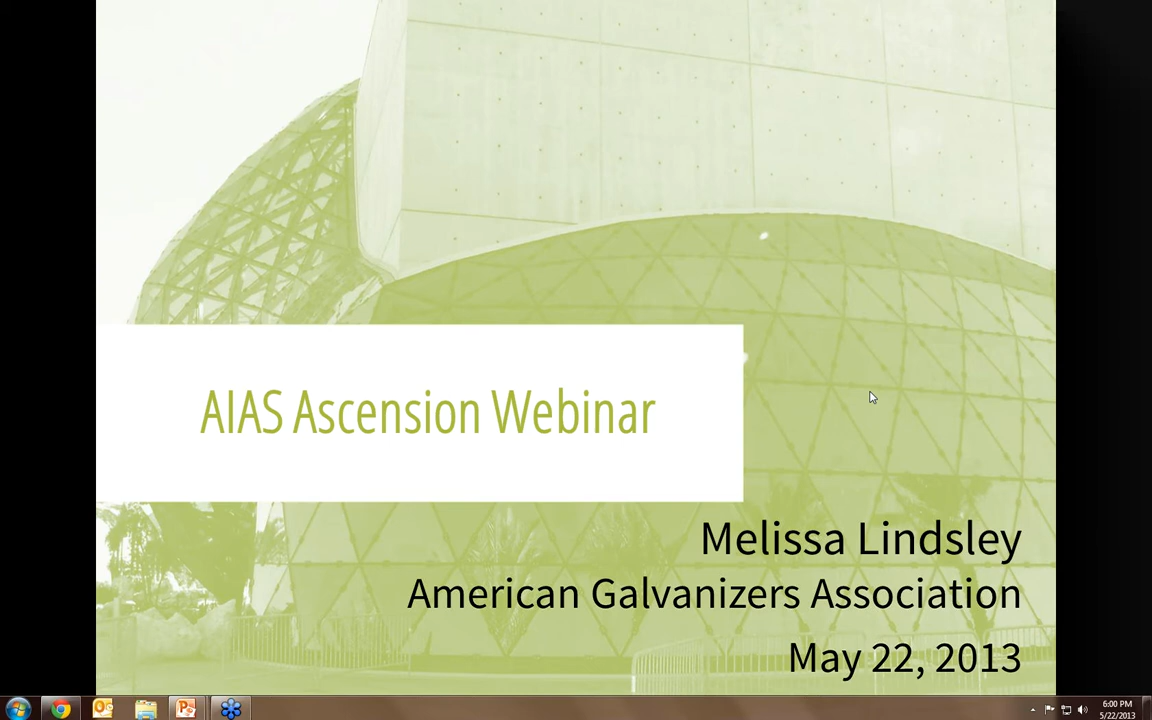 AIAS Ascension Webinar
Melissa Lindsley
American Galvanizers Association
May 22, 2013
6:00 PM
5/22/2013